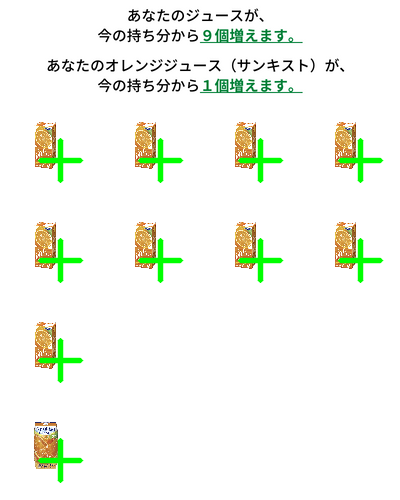 あなたのジュースが、
今の持ち分から９個増えます。
あなたのオレンジジュース（サンキスト）が、
今の持ち分から１個増えます。